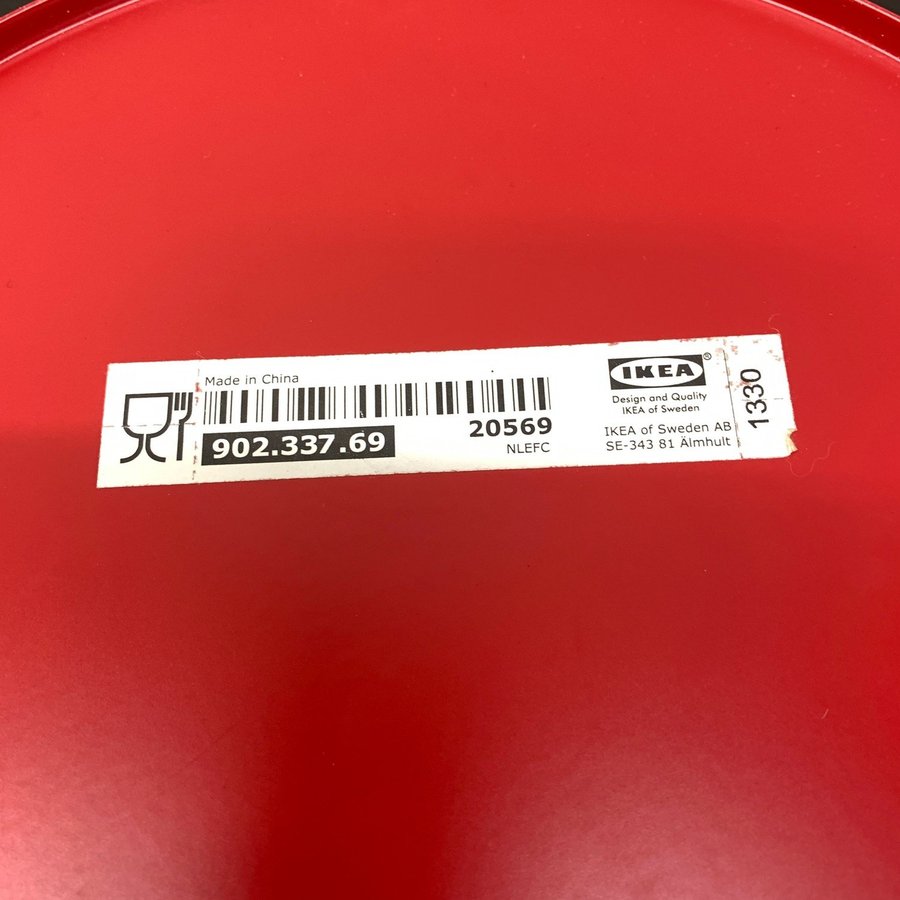 Made in China
902.337.69
20569
NLEFC
IKEA®
Design and Quality
IKEA of Sweden
IKEA of Sweden AB
SE-343 81 Älmhult
1330